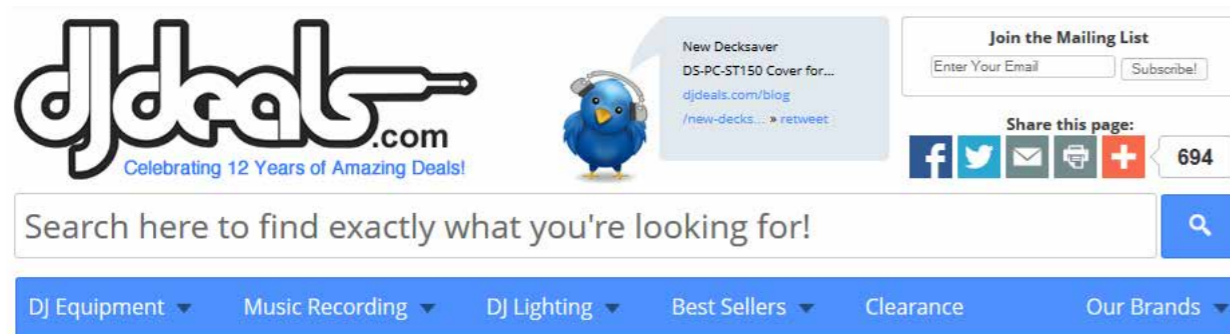 djdeals.com
Celebrating 12 Years of Amazing Deals!
New Decksaver
DS-PC-ST150 Cover for...
djdeals.com/blog
/new-decks... » retweet
Join the Mailing List
Enter Your Email
Subscribe!
Share this page:
694
Search here to find exactly what you're looking for!
DJ Equipment
Music Recording
DJ Lighting
Best Sellers
Clearance
Our Brands